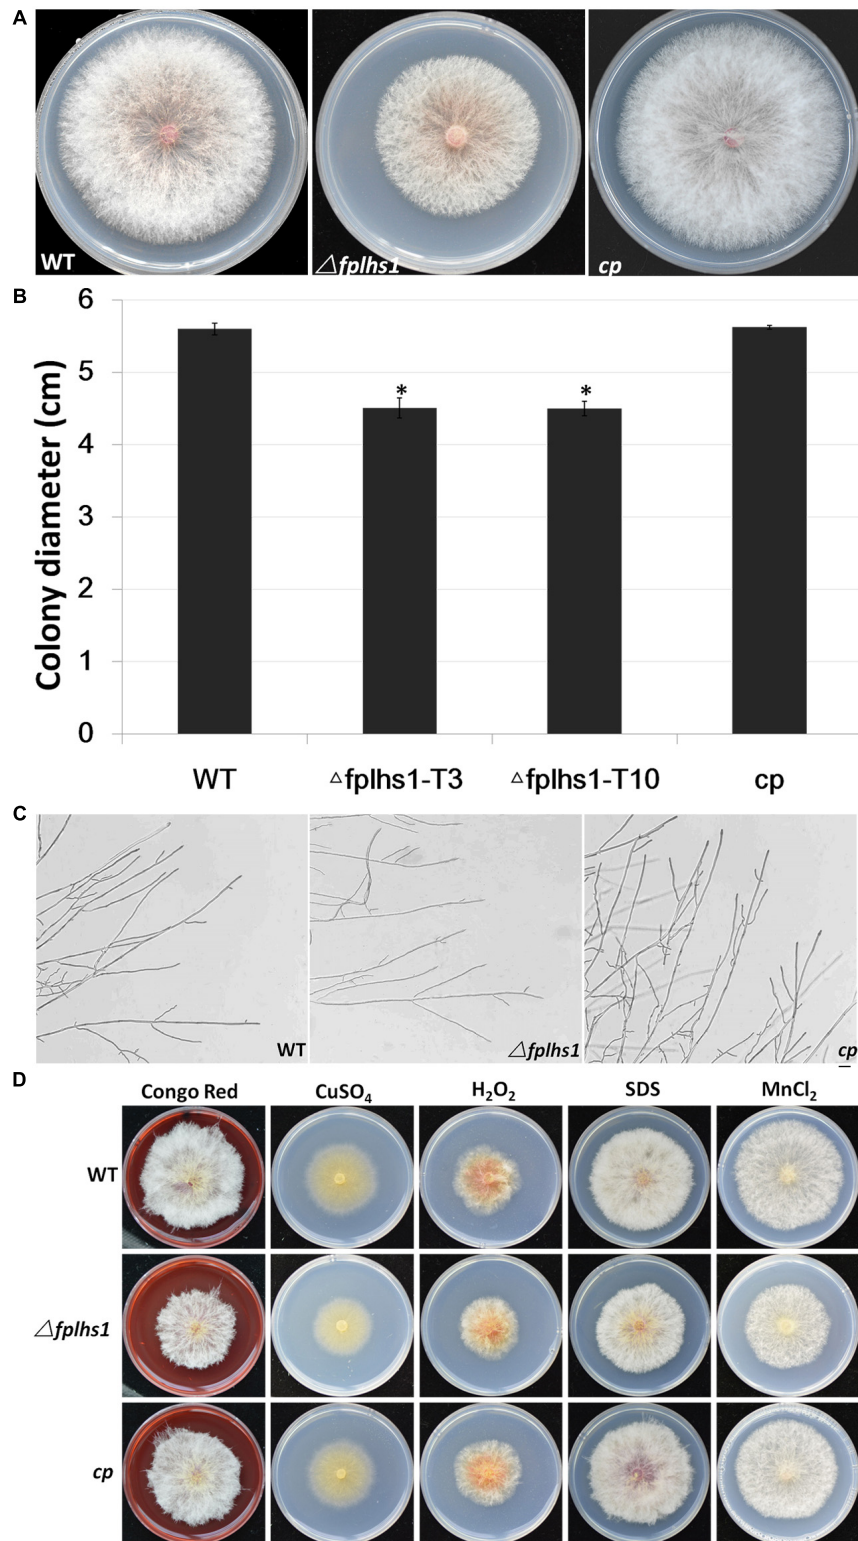 A
WT
△fplhs1
cp
B
Colony diameter (cm)
6
5
4
3
2
1
0
*
*
WT
△fplhs1-T3
△fplhs1-T10
cp
C
WT
△fplhs1
cp
D
Congo Red
CuSO₄
H₂O₂
SDS
MnCl₂
WT
△fplhs1
cp